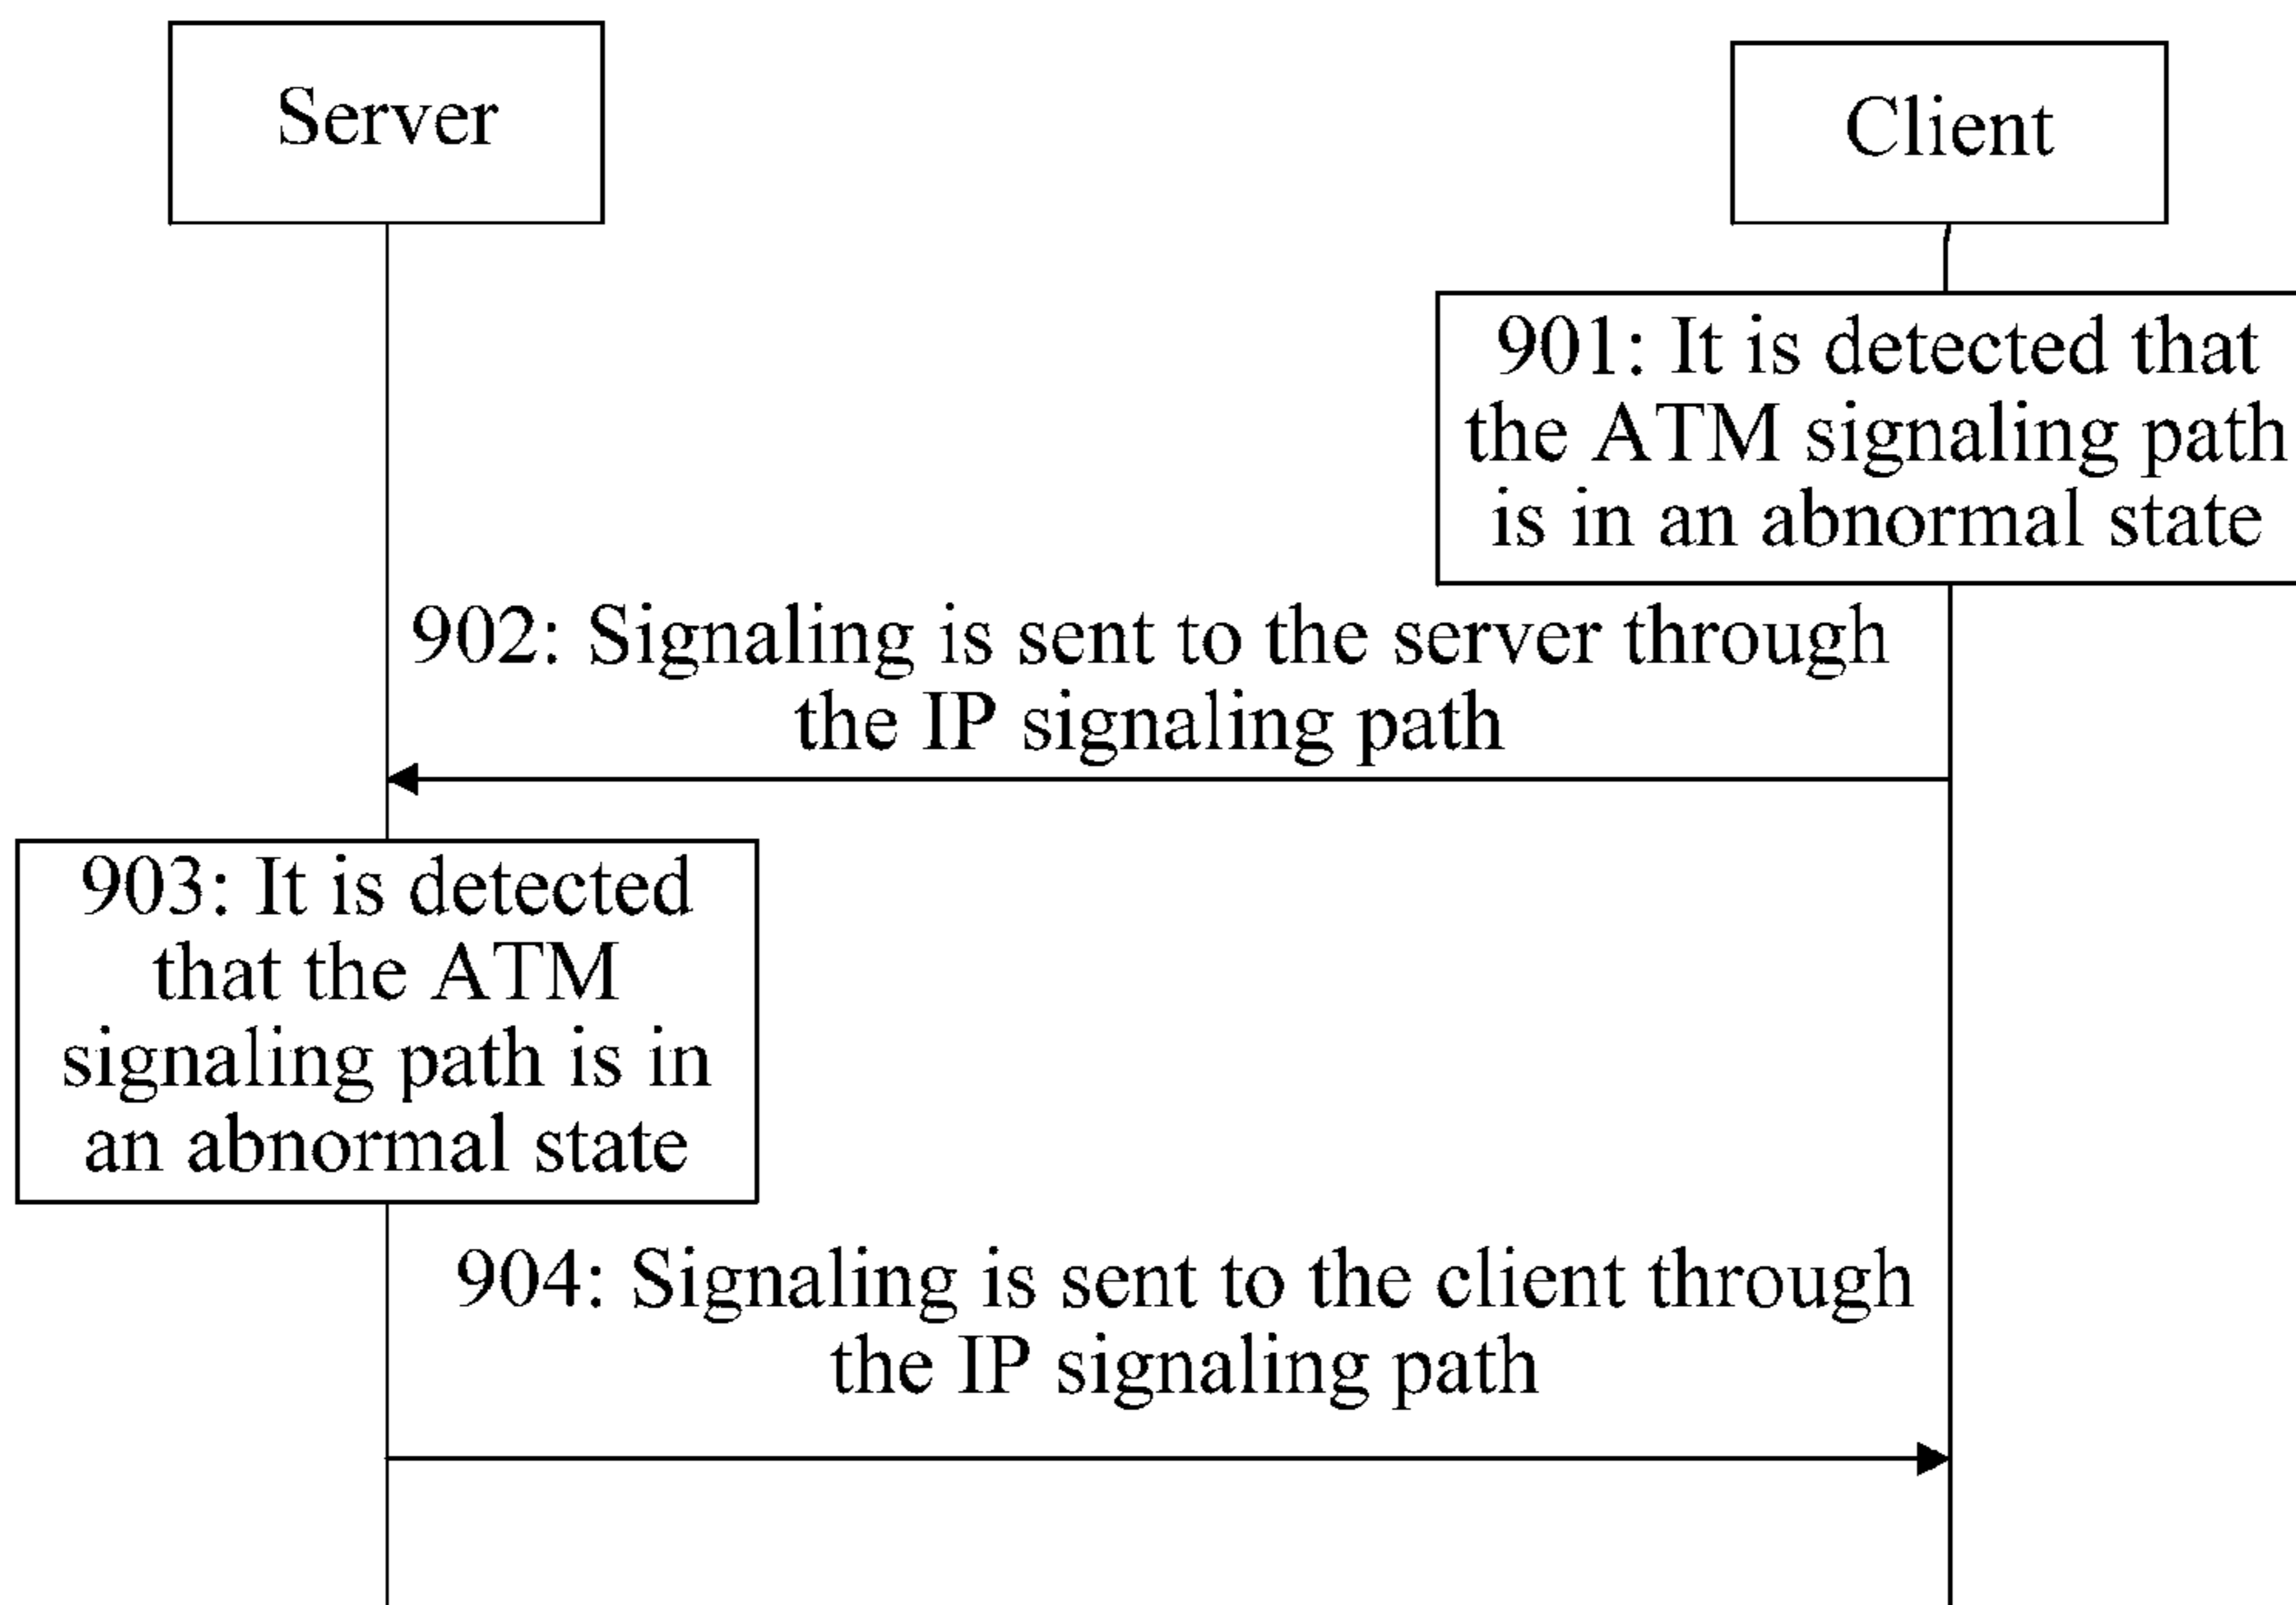 Server
Client
901: It is detected that
the ATM signaling path
is in an abnormal state
902: Signaling is sent to the server through
the IP signaling path
903: It is detected
that the ATM
signaling path is in
an abnormal state
904: Signaling is sent to the client through
the IP signaling path